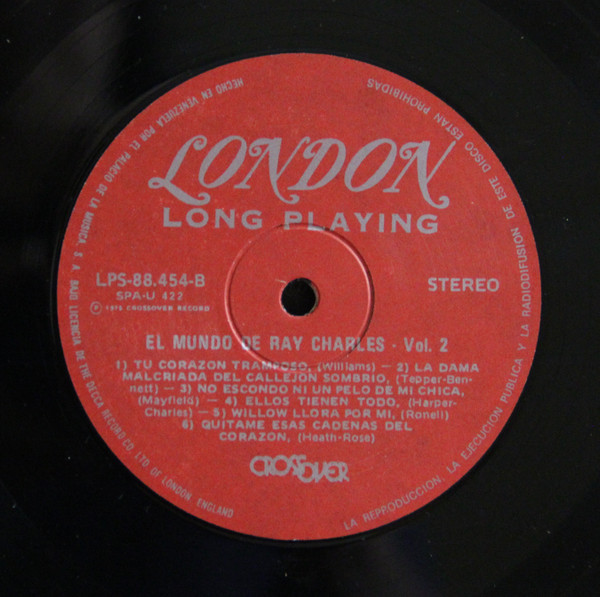 LONDON
LONG PLAYING
LPS-88.454-B
SPA-U 422
STEREO
℗ 1976 CROSSOVER RECORD
EL MUNDO DE RAY CHARLES - Vol. 2
1) TU CORAZON TRAMPOSO, (Williams) — 2) LA DAMA
MALCRIADA DEL CALLEJON SOMBRIO, (Tepper-Ben-
nett) — 3) NO ESCONDO NI UN PELO DE MI CHICA,
(Mayfield) — 4) ELLOS TIENEN TODO, (Harper-
Charles) — 5) WILLOW LLORA POR MI, (Ronell)
6) QUITAME ESAS CADENAS DEL
CORAZON, (Heath-Rose)
CROSSOVER
HECHO EN VENEZUELA POR EL PALACIO DE LA MUSICA S. A. BAJO LICENCIA DE THE DECCA RECORD CO LTD OF LONDON ENGLAND
LA REPRODUCCION, LA EJECUCION PUBLICA Y LA RADIODIFUSION DE ESTE DISCO ESTAN PROHIBIDAS